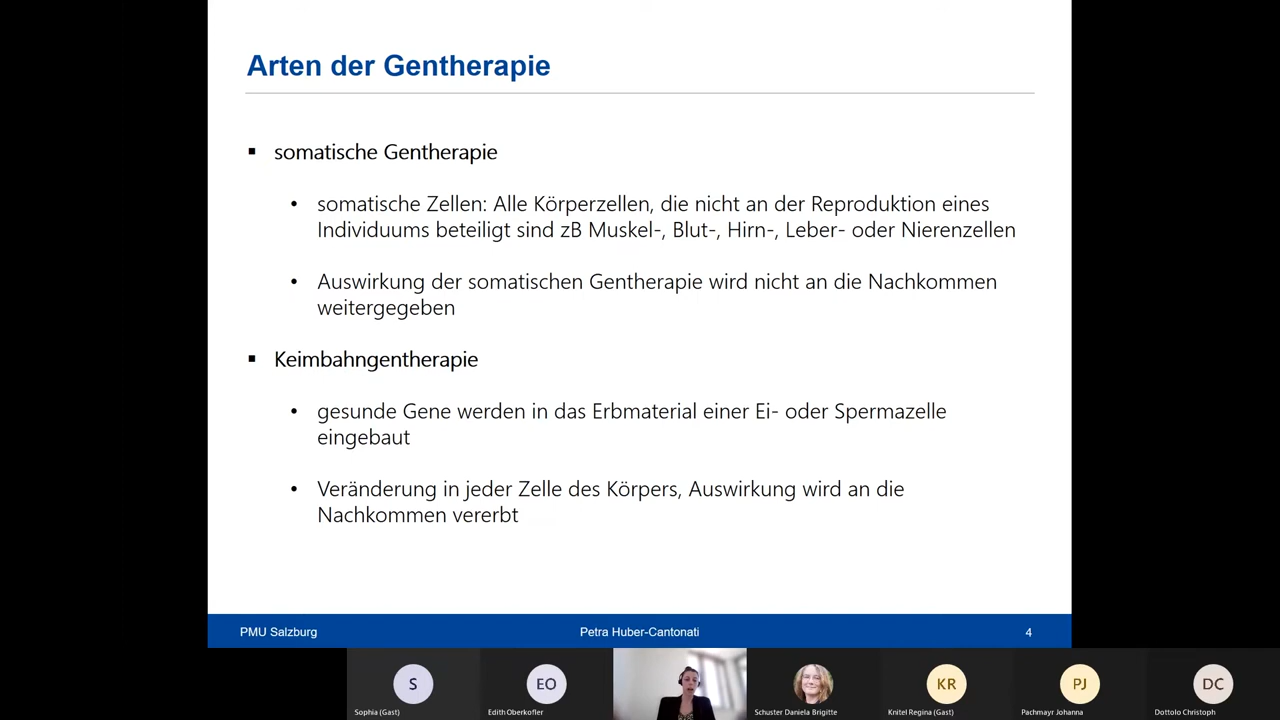 Arten der Gentherapie
▪ somatische Gentherapie
• somatische Zellen: Alle Körperzellen, die nicht an der Reproduktion eines
Individuums beteiligt sind zB Muskel-, Blut-, Hirn-, Leber- oder Nierenzellen
• Auswirkung der somatischen Gentherapie wird nicht an die Nachkommen
weitergegeben
▪ Keimbahngentherapie
• gesunde Gene werden in das Erbmaterial einer Ei- oder Spermazelle
eingebaut
• Veränderung in jeder Zelle des Körpers, Auswirkung wird an die
Nachkommen vererbt
PMU Salzburg
Petra Huber-Cantonati
4
S
EO
KR
PJ
DC
Sophia (Gast)
Edith Oberkofler
Schuster Daniela Brigitte
Knitel Regina (Gast)
Pachmayr Johanna
Dottolo Christoph